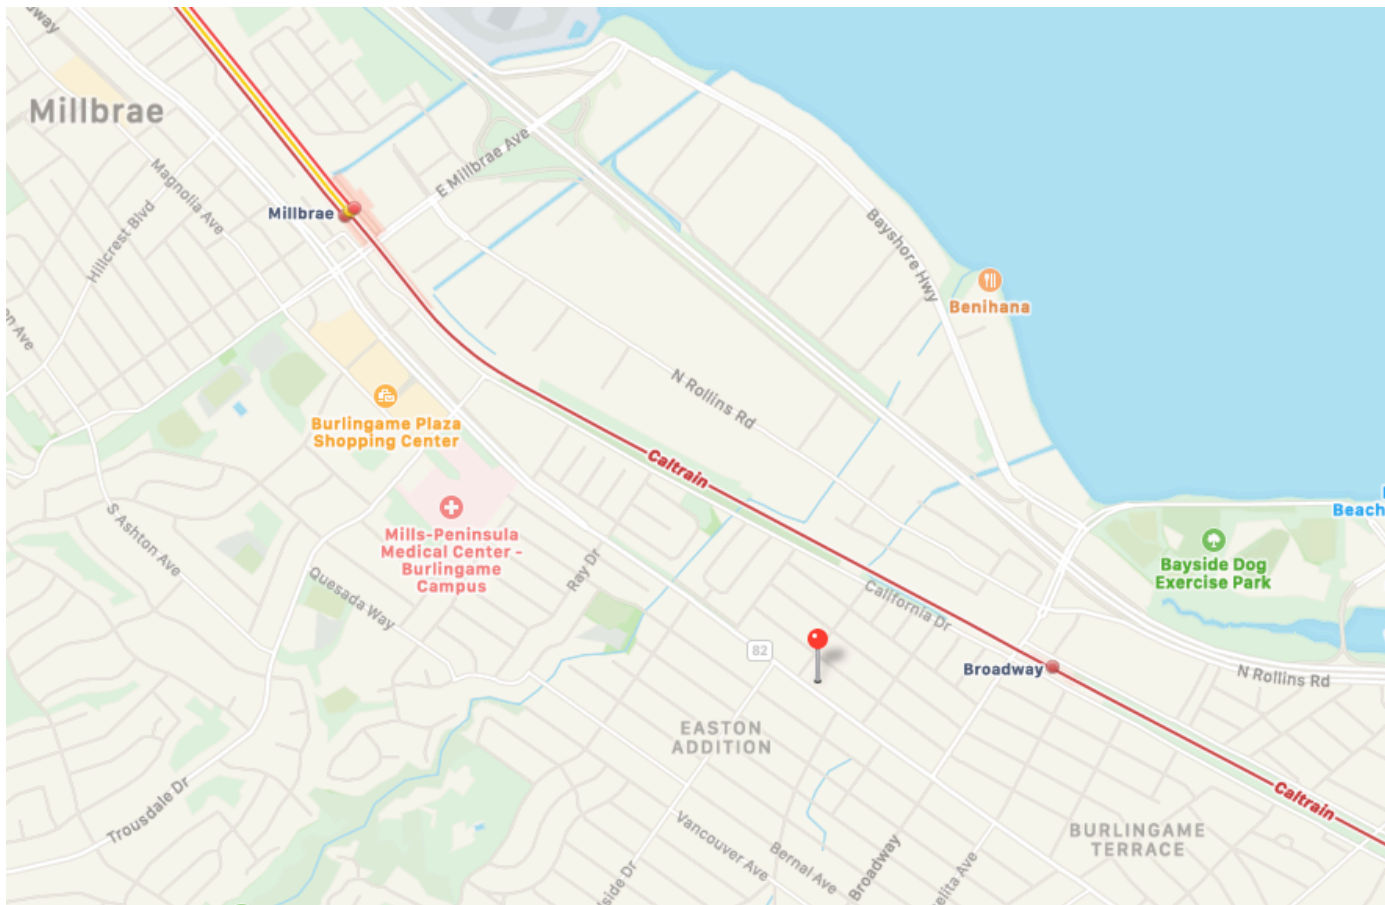 Millbrae
E Millbrae Ave
Magnolia Ave
Millbrae
Hillcrest Blvd
Bayshore Hwy
Benihana
N Rollins Rd
Burlingame Plaza
Shopping Center
Caltrain
Beach
S Ashton Ave
Mills-Peninsula
Medical Center -
Burlingame
Campus
Bayside Dog
Exercise Park
Quesada Way
Ray Dr
California Dr
82
Broadway
N Rollins Rd
EASTON
ADDITION
Caltrain
Trousdale Dr
Vancouver Ave
Bernal Ave
Broadway
BURLINGAME
TERRACE